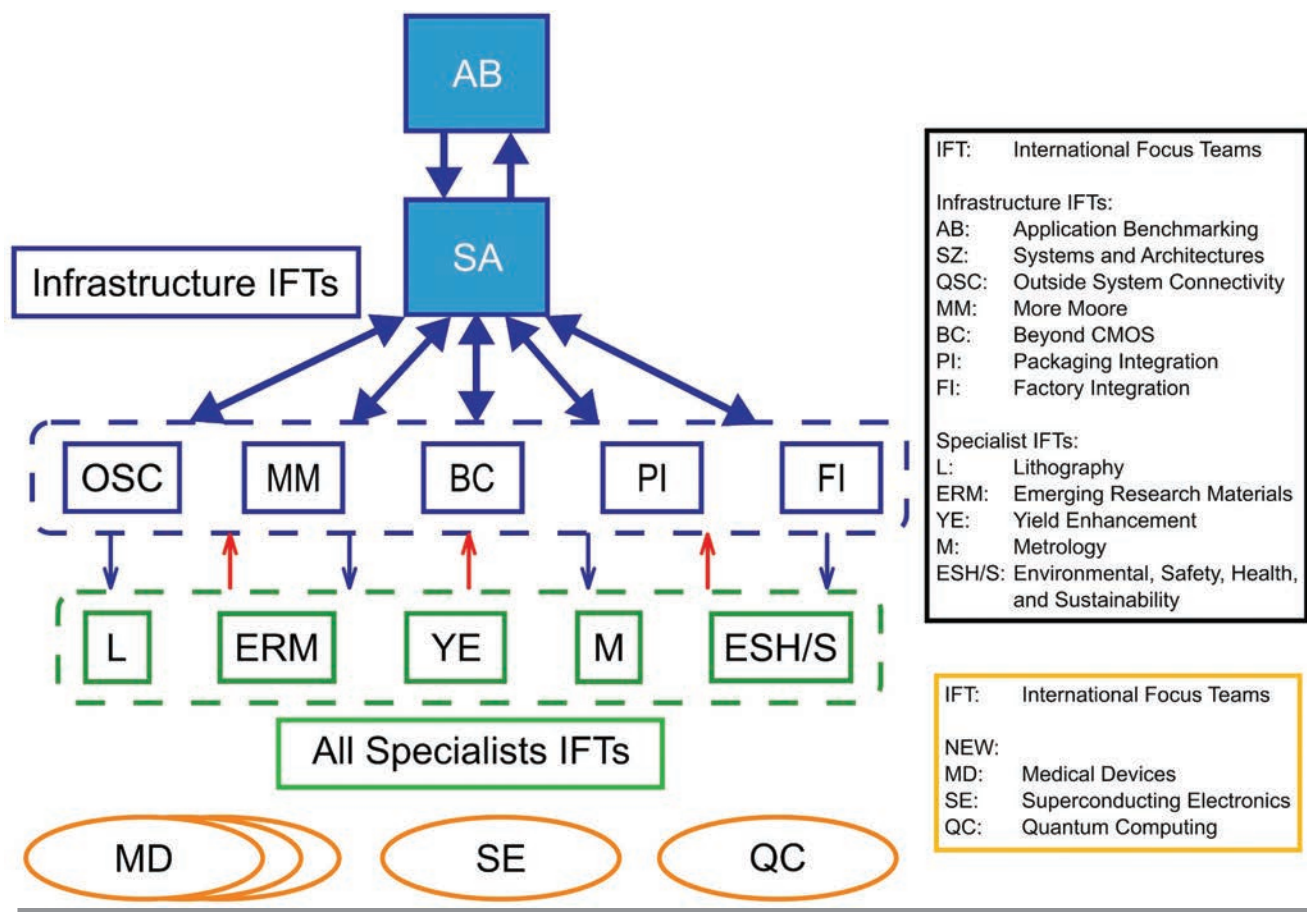 AB
SA
Infrastructure IFTs
OSC
MM
BC
PI
FI
L
ERM
YE
M
ESH/S
All Specialists IFTs
MD
SE
QC
IFT: International Focus Teams
Infrastructure IFTs:
AB: Application Benchmarking
SZ: Systems and Architectures
QSC: Outside System Connectivity
MM: More Moore
BC: Beyond CMOS
PI: Packaging Integration
FI: Factory Integration
Specialist IFTs:
L: Lithography
ERM: Emerging Research Materials
YE: Yield Enhancement
M: Metrology
ESH/S: Environmental, Safety, Health,
and Sustainability
IFT: International Focus Teams
NEW:
MD: Medical Devices
SE: Superconducting Electronics
QC: Quantum Computing